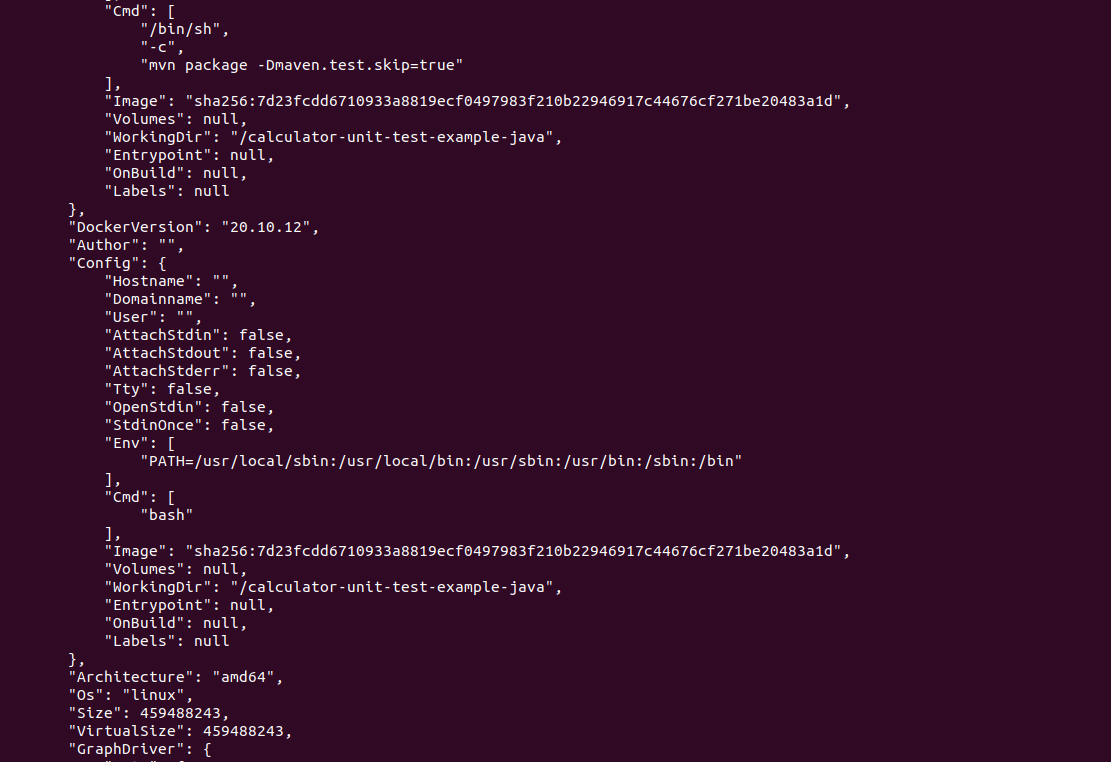 "Cmd": [
"/bin/sh",
"-c",
"mvn package -Dmaven.test.skip=true"
],
"Image": "sha256:7d23fcdd6710933a8819ecf0497983f210b22946917c44676cf271be20483a1d",
"Volumes": null,
"WorkingDir": "/calculator-unit-test-example-java",
"Entrypoint": null,
"OnBuild": null,
"Labels": null
},
"DockerVersion": "20.10.12",
"Author": "",
"Config": {
"Hostname": "",
"Domainname": "",
"User": "",
"AttachStdin": false,
"AttachStdout": false,
"AttachStderr": false,
"Tty": false,
"OpenStdin": false,
"StdinOnce": false,
"Env": [
"PATH=/usr/local/sbin:/usr/local/bin:/usr/sbin:/usr/bin:/sbin:/bin"
],
"Cmd": [
"bash"
],
"Image": "sha256:7d23fcdd6710933a8819ecf0497983f210b22946917c44676cf271be20483a1d",
"Volumes": null,
"WorkingDir": "/calculator-unit-test-example-java",
"Entrypoint": null,
"OnBuild": null,
"Labels": null
},
"Architecture": "amd64",
"Os": "linux",
"Size": 459488243,
"VirtualSize": 459488243,
"GraphDriver": {